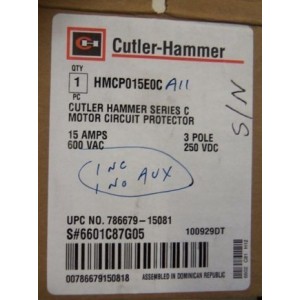 Cutler-Hammer
QTY
1 HMCP015E0C A11
PC
CUTLER HAMMER SERIES C
MOTOR CIRCUIT PROTECTOR
15 AMPS 3 POLE
600 VAC 250 VDC
1 NC
1 NO AUX
S/N
UPC NO. 786679-15081
S#6601C87G05 100929DT
00786679150818 ASSEMBLED IN DOMINICAN REPUBLIC